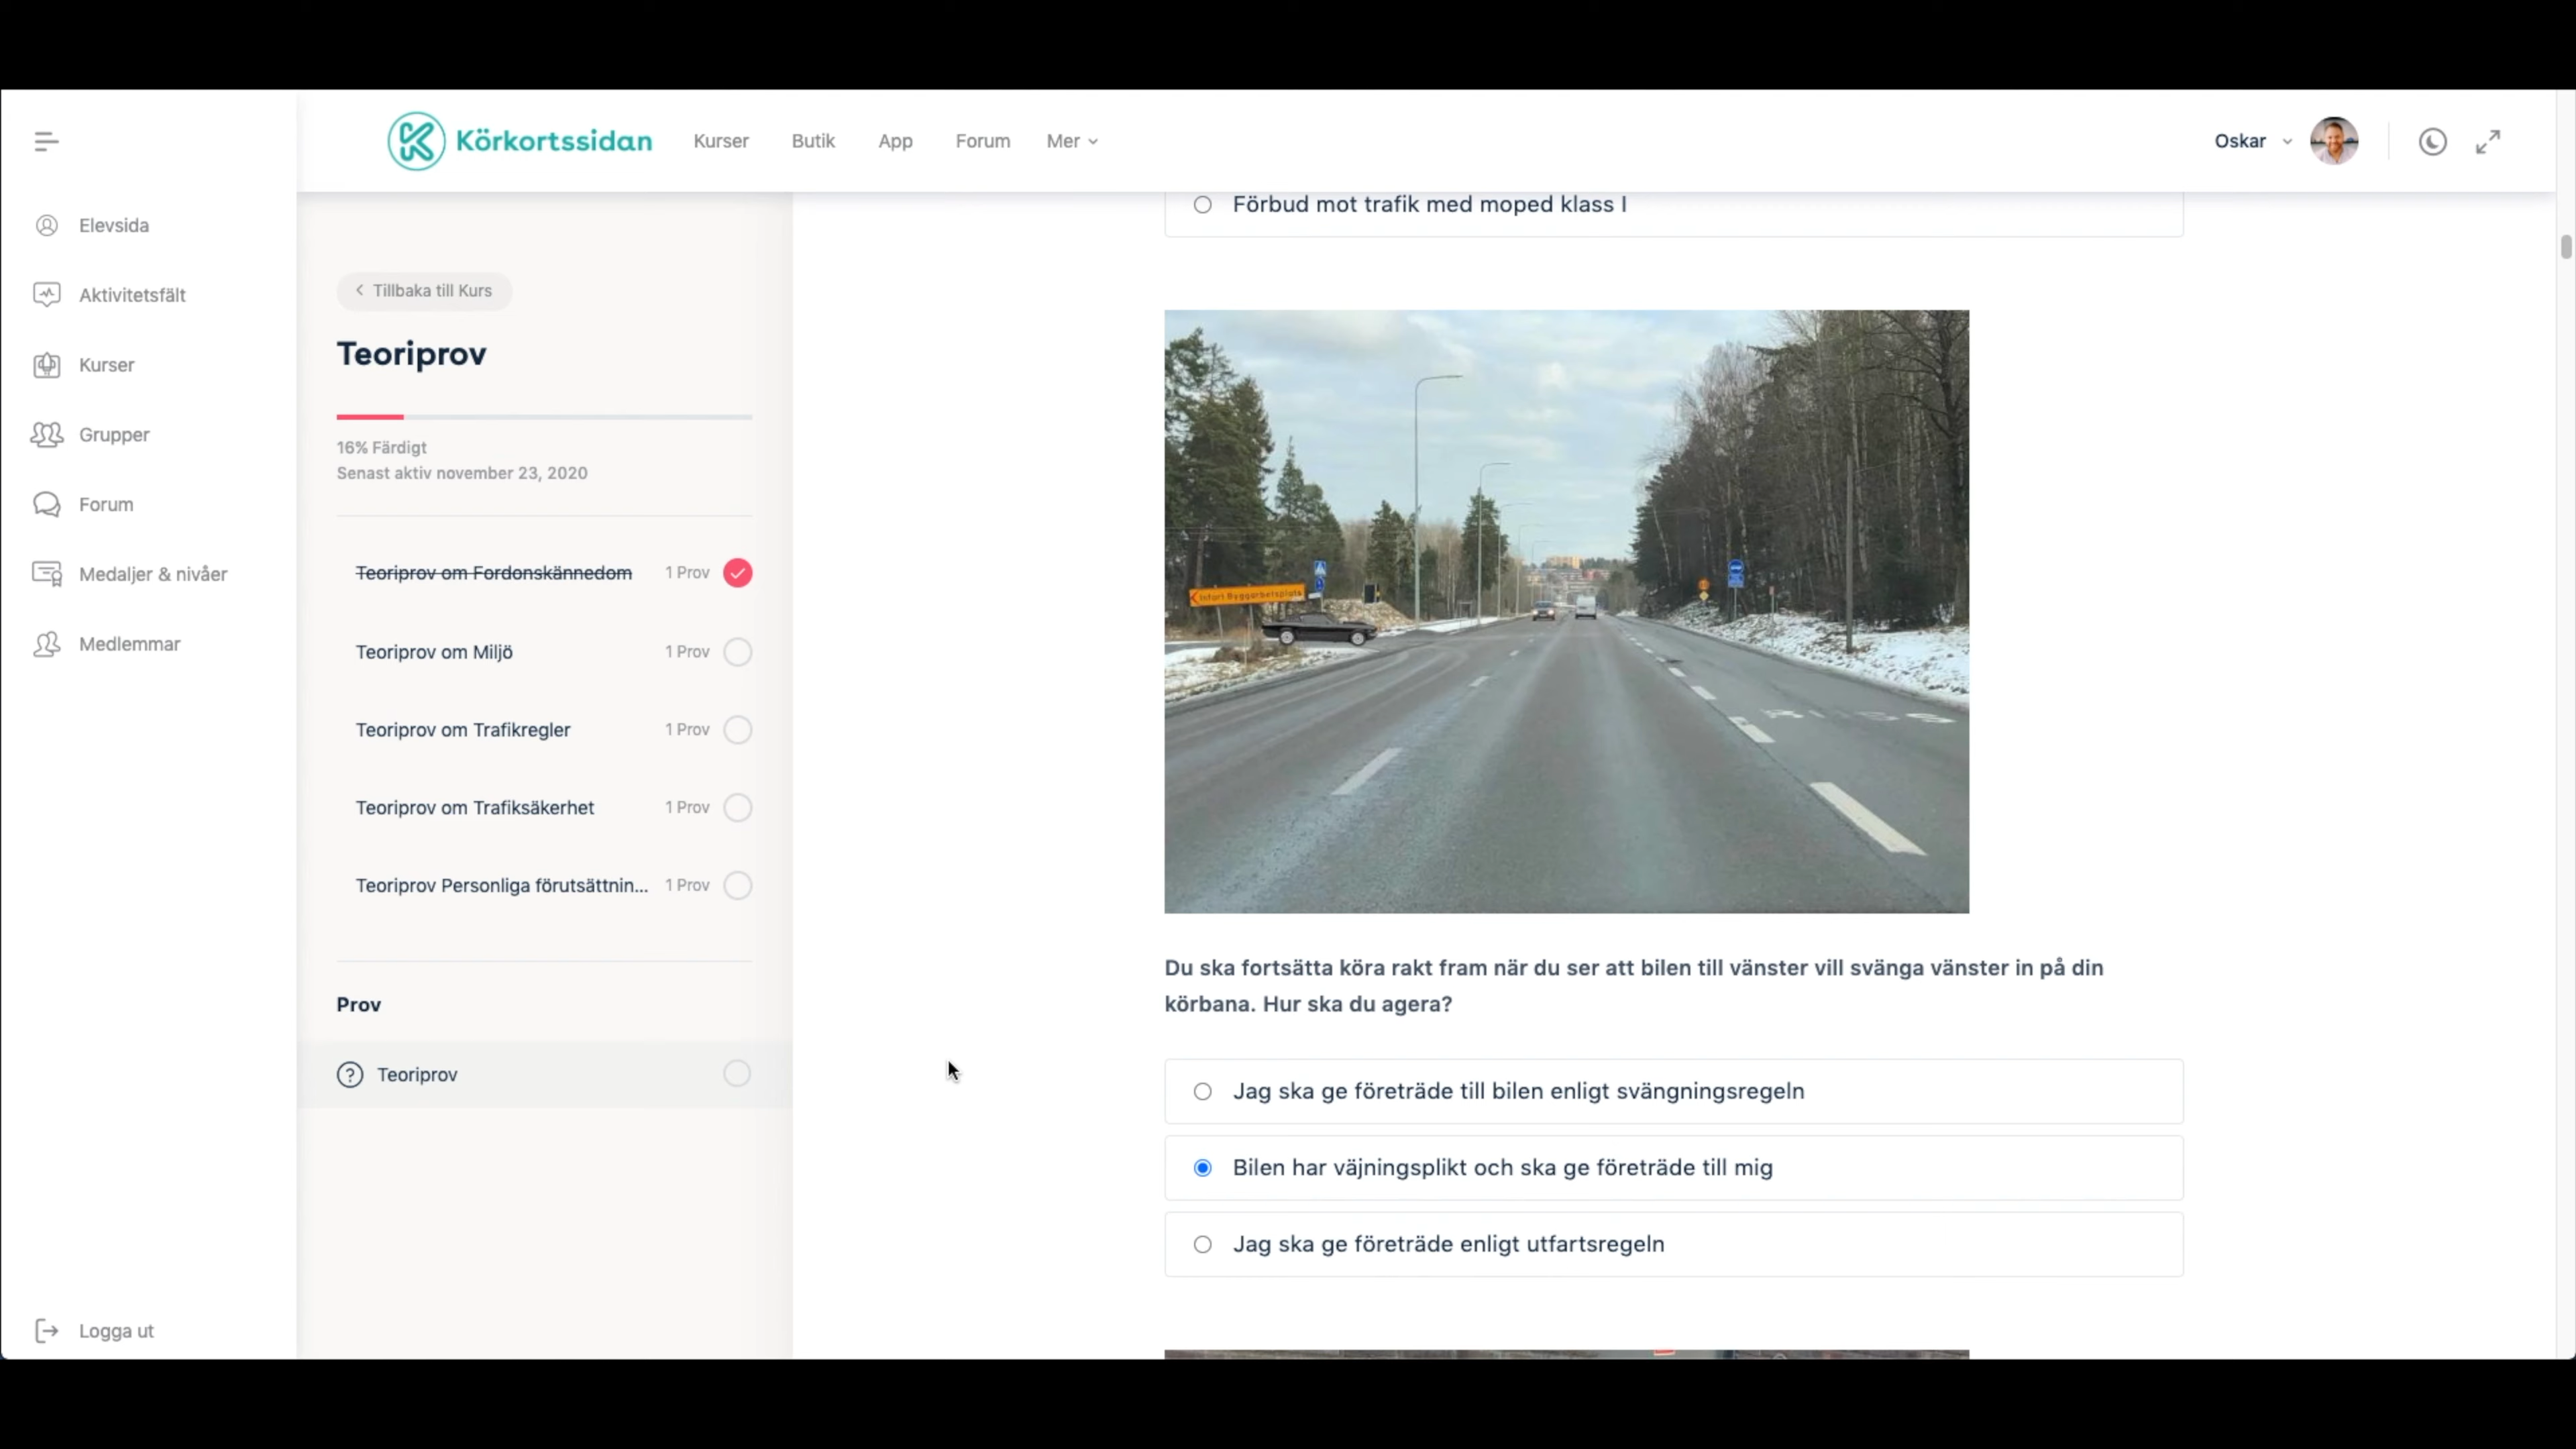 Körkortssidan
Kurser
Butik
App
Forum
Mer
Oskar
Elevsida
Aktivitetsfält
Kurser
Grupper
Forum
Medaljer & nivåer
Medlemmar
Logga ut
Tillbaka till Kurs
Teoriprov
16% Färdigt
Senast aktiv november 23, 2020
Teoriprov om Fordonskännedom 1 Prov
Teoriprov om Miljö 1 Prov
Teoriprov om Trafikregler 1 Prov
Teoriprov om Trafiksäkerhet 1 Prov
Teoriprov Personliga förutsättnin... 1 Prov
Prov
Teoriprov
Förbud mot trafik med moped klass I
Infart Byggarbetsplats
Du ska fortsätta köra rakt fram när du ser att bilen till vänster vill svänga vänster in på din
körbana. Hur ska du agera?
Jag ska ge företräde till bilen enligt svängningsregeln
Bilen har väjningsplikt och ska ge företräde till mig
Jag ska ge företräde enligt utfartsregeln